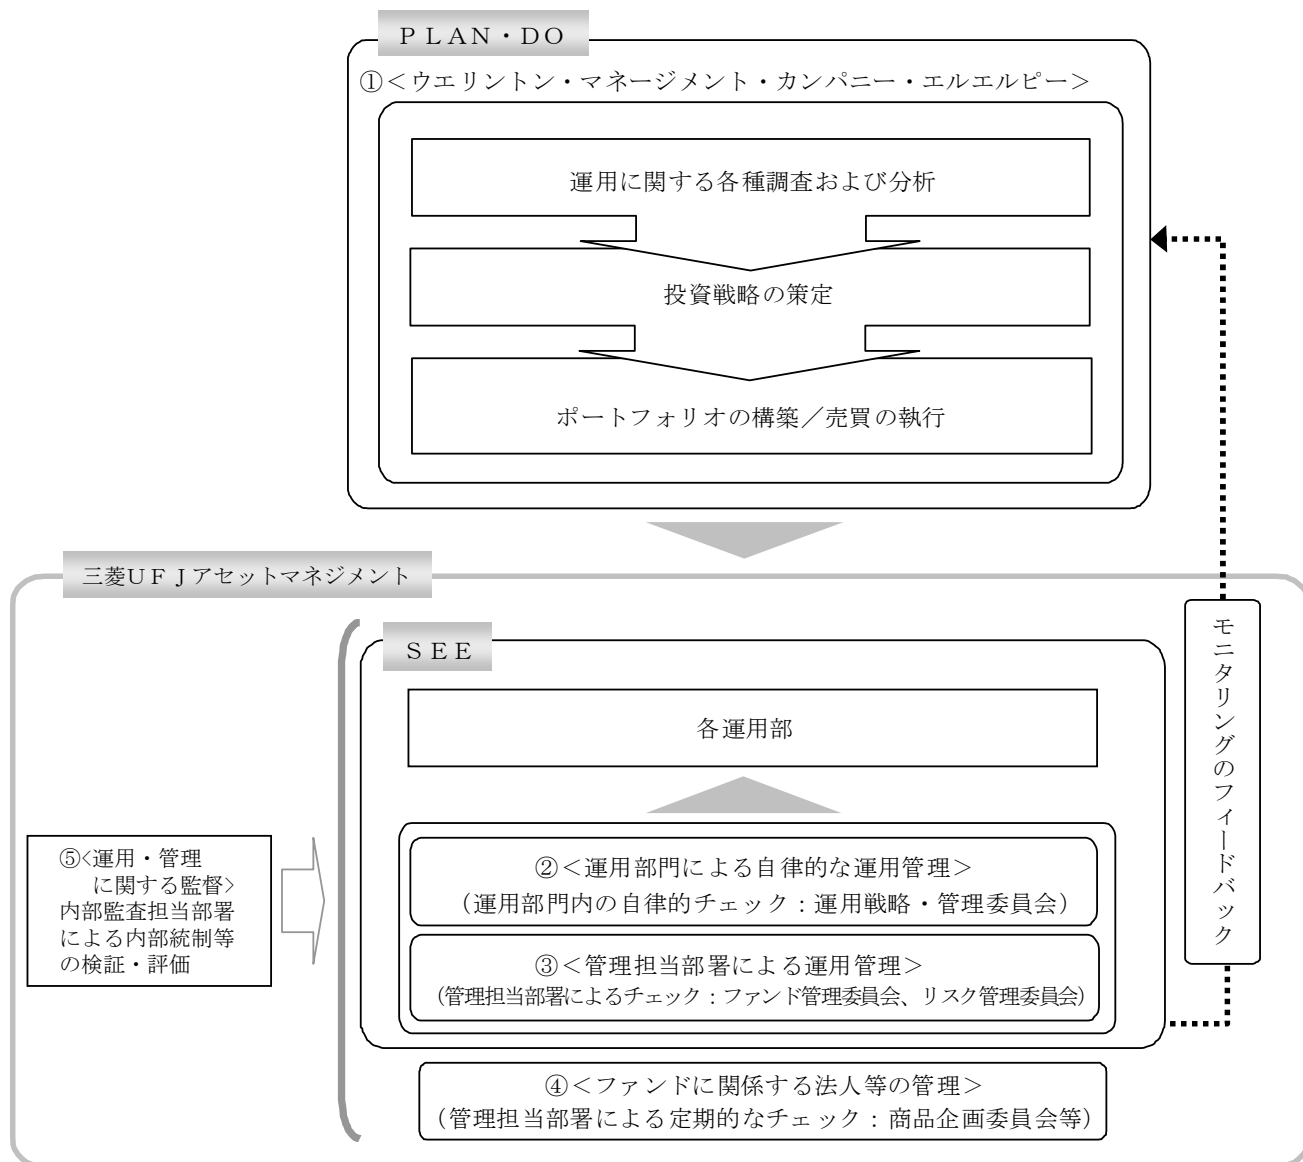 ＰＬＡＮ・ＤＯ
①＜ウエリントン・マネージメント・カンパニー・エルエルピー＞
運用に関する各種調査および分析
投資戦略の策定
ポートフォリオの構築／売買の執行
三菱ＵＦＪアセットマネジメント
ＳＥＥ
各運用部
②＜運用部門による自律的な運用管理＞
（運用部門内の自律的チェック：運用戦略・管理委員会）
③＜管理担当部署による運用管理＞
（管理担当部署によるチェック：ファンド管理委員会、リスク管理委員会）
④＜ファンドに関係する法人等の管理＞
（管理担当部署による定期的なチェック：商品企画委員会等）
⑤<運用・管理
に関する監督>
内部監査担当部署
による内部統制等
の検証・評価
モニタリングのフィードバック